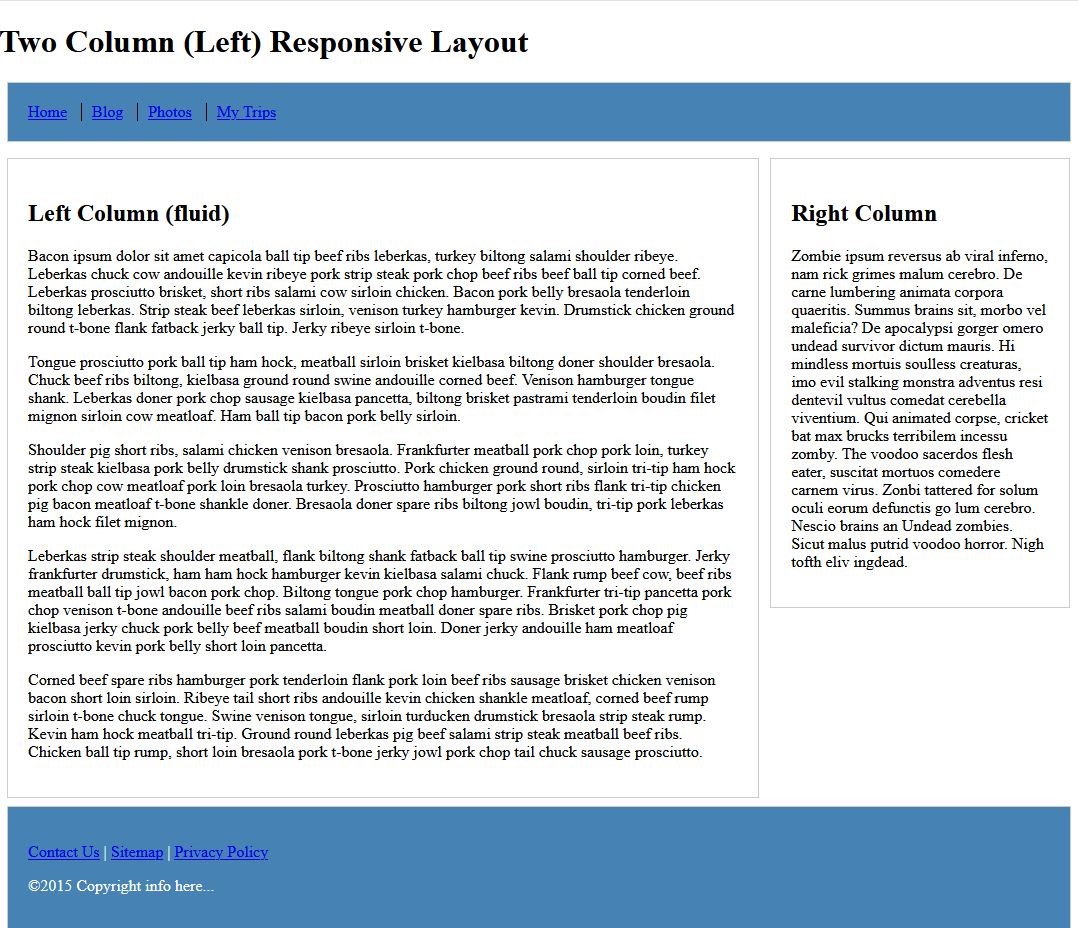 Two Column (Left) Responsive Layout
Home | Blog | Photos | My Trips
Left Column (fluid)
Bacon ipsum dolor sit amet capicola ball tip beef ribs leberkas, turkey biltong salami shoulder ribeye.
Leberkas chuck cow andouille kevin ribeye pork strip steak pork chop beef ribs beef ball tip corned beef.
Leberkas prosciutto brisket, short ribs salami cow sirloin chicken. Bacon pork belly bresaola tenderloin
biltong leberkas. Strip steak beef leberkas sirloin, venison turkey hamburger kevin. Drumstick chicken ground
round t-bone flank fatback jerky ball tip. Jerky ribeye sirloin t-bone.
Tongue prosciutto pork ball tip ham hock, meatball sirloin brisket kielbasa biltong doner shoulder bresaola.
Chuck beef ribs biltong, kielbasa ground round swine andouille corned beef. Venison hamburger tongue
shank. Leberkas doner pork chop sausage kielbasa pancetta, biltong brisket pastrami tenderloin boudin filet
mignon sirloin cow meatloaf. Ham ball tip bacon pork belly sirloin.
Shoulder pig short ribs, salami chicken venison bresaola. Frankfurter meatball pork chop pork loin, turkey
strip steak kielbasa pork belly drumstick shank prosciutto. Pork chicken ground round, sirloin tri-tip ham hock
pork chop cow meatloaf pork loin bresaola turkey. Prosciutto hamburger pork short ribs flank tri-tip chicken
pig bacon meatloaf t-bone shankle doner. Bresaola doner spare ribs biltong jowl boudin, tri-tip pork leberkas
ham hock filet mignon.
Leberkas strip steak shoulder meatball, flank biltong shank fatback ball tip swine prosciutto hamburger. Jerky
frankfurter drumstick, ham ham hock hamburger kevin kielbasa salami chuck. Flank rump beef cow, beef ribs
meatball ball tip jowl bacon pork chop. Biltong tongue pork chop hamburger. Frankfurter tri-tip pancetta pork
chop venison t-bone andouille beef ribs salami boudin meatball doner spare ribs. Brisket pork chop pig
kielbasa jerky chuck pork belly beef meatball boudin short loin. Doner jerky andouille ham meatloaf
prosciutto kevin pork belly short loin pancetta.
Corned beef spare ribs hamburger pork tenderloin flank pork loin beef ribs sausage brisket chicken venison
bacon short loin sirloin. Ribeye tail short ribs andouille kevin chicken shankle meatloaf, corned beef rump
sirloin t-bone chuck tongue. Swine venison tongue, sirloin turducken drumstick bresaola strip steak rump.
Kevin ham hock meatball tri-tip. Ground round leberkas pig beef salami strip steak meatball beef ribs.
Chicken ball tip rump, short loin bresaola pork t-bone jerky jowl pork chop tail chuck sausage prosciutto.
Right Column
Zombie ipsum reversus ab viral inferno,
nam rick grimes malum cerebro. De
carne lumbering animata corpora
quaeritis. Summus brains sit, morbo vel
maleficia? De apocalypsi gorger omero
undead survivor dictum mauris. Hi
mindless mortuis soulless creaturas,
imo evil stalking monstra adventus resi
dentevil vultus comedat cerebella
viventium. Qui animated corpse, cricket
bat max brucks terribilem incessu
zomby. The voodoo sacerdos flesh
eater, suscitat mortuos comedere
carnem virus. Zonbi tattered for solum
oculi eorum defunctis go lum cerebro.
Nescio brains an Undead zombies.
Sicut malus putrid voodoo horror. Nigh
tofth eliv ingdead.
Contact Us | Sitemap | Privacy Policy
©2015 Copyright info here...